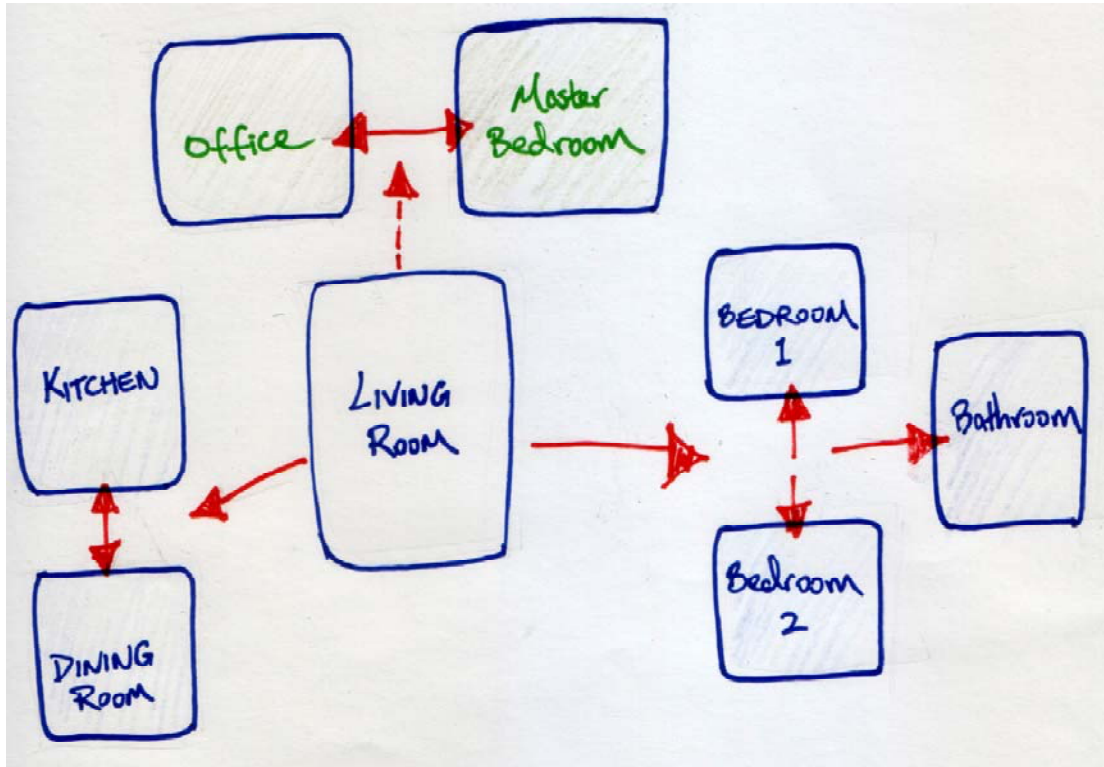 office
Master
Bedroom
KITCHEN
LIVING
ROOM
BEDROOM
1
Bathroom
DINING
ROOM
Bedroom
2